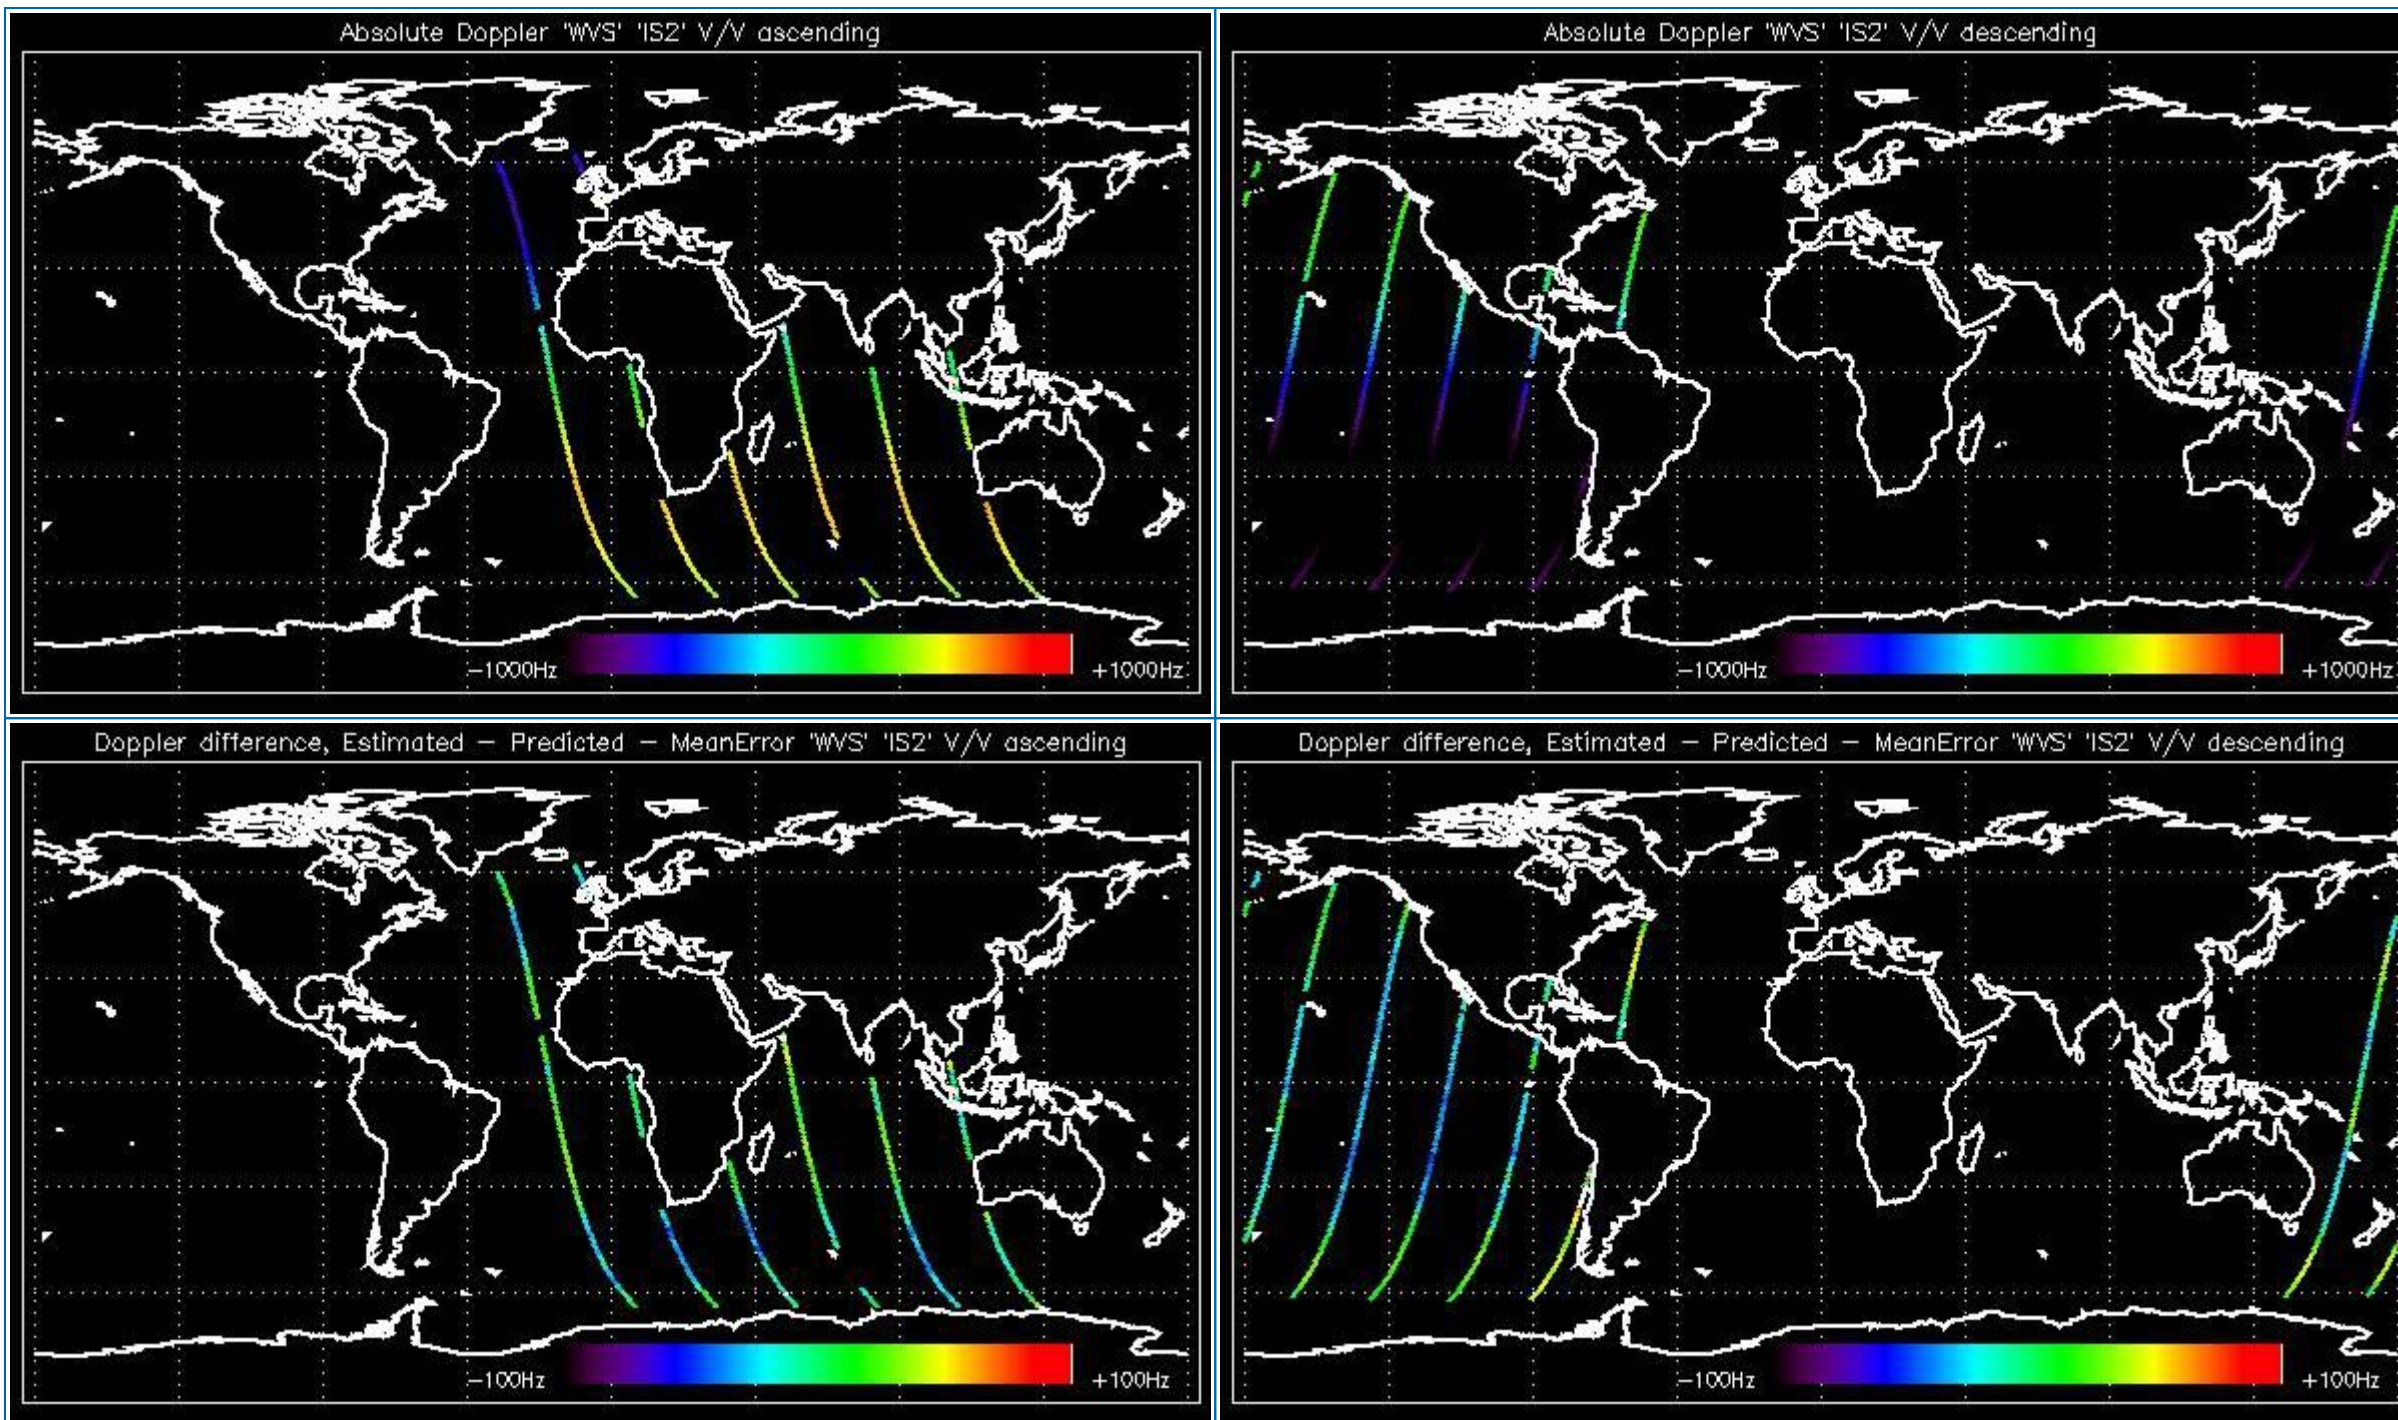 Absolute Doppler 'WVS' 'IS2' V/V ascending
-1000Hz +1000Hz
Absolute Doppler 'WVS' 'IS2' V/V descending
-1000Hz +1000Hz
Doppler difference, Estimated - Predicted - MeanError 'WVS' 'IS2' V/V ascending
-100Hz +100Hz
Doppler difference, Estimated - Predicted - MeanError 'WVS' 'IS2' V/V descending
-100Hz +100Hz